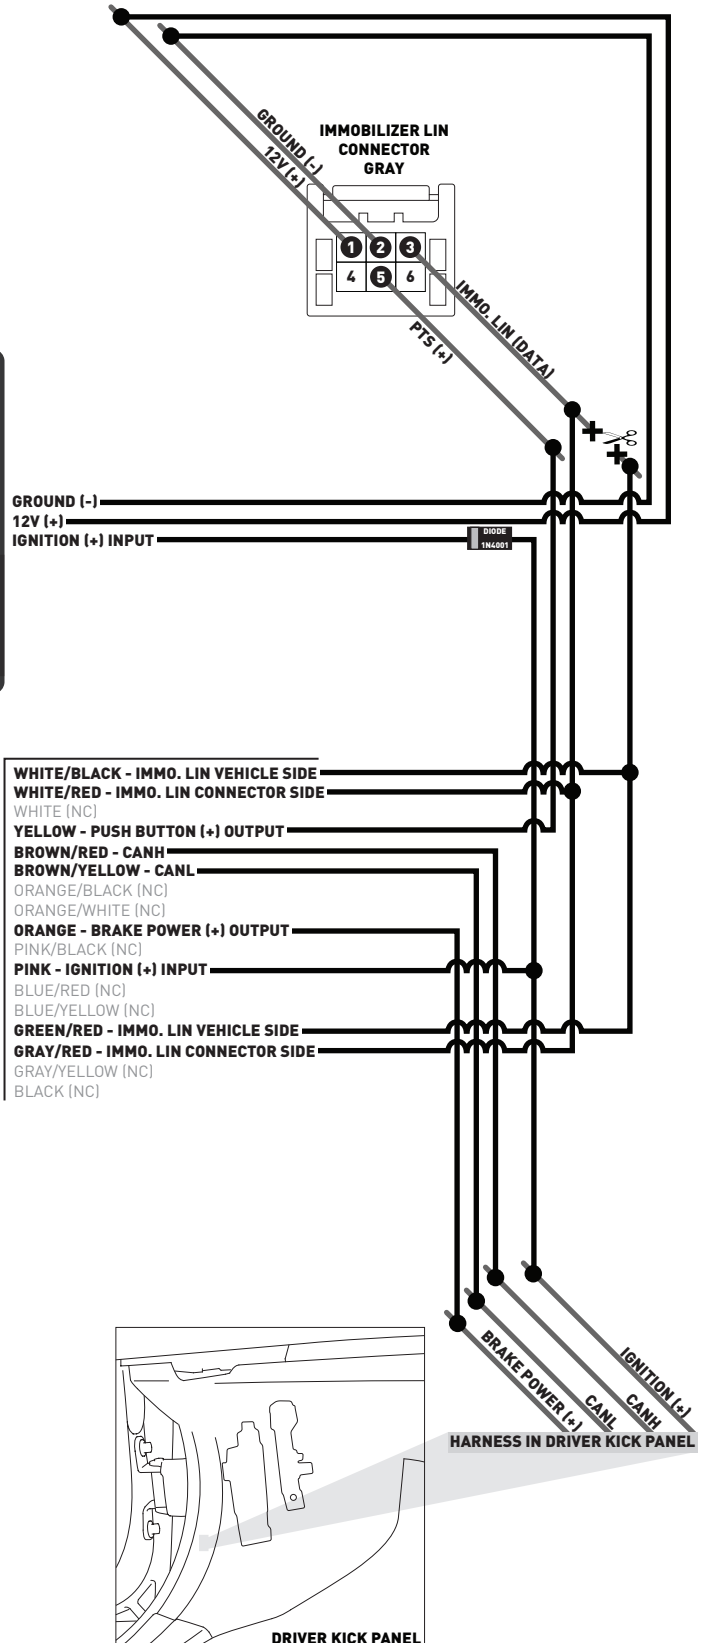 GROUND (-)
12V (+)
IMMOBILIZER LIN
CONNECTOR
GRAY
1 2 3
4 5 6
IMMO. LIN (DATA)
PTS (+)
GROUND (-)
12V (+)
IGNITION (+) INPUT
DIODE
1N4001
WHITE/BLACK - IMMO. LIN VEHICLE SIDE
WHITE/RED - IMMO. LIN CONNECTOR SIDE
WHITE (NC)
YELLOW - PUSH BUTTON (+) OUTPUT
BROWN/RED - CANH
BROWN/YELLOW - CANL
ORANGE/BLACK (NC)
ORANGE/WHITE (NC)
ORANGE - BRAKE POWER (+) OUTPUT
PINK/BLACK (NC)
PINK - IGNITION (+) INPUT
BLUE/RED (NC)
BLUE/YELLOW (NC)
GREEN/RED - IMMO. LIN VEHICLE SIDE
GRAY/RED - IMMO. LIN CONNECTOR SIDE
GRAY/YELLOW (NC)
BLACK (NC)
BRAKE POWER (+)
CANL
CANH
IGNITION (+)
HARNESS IN DRIVER KICK PANEL
DRIVER KICK PANEL